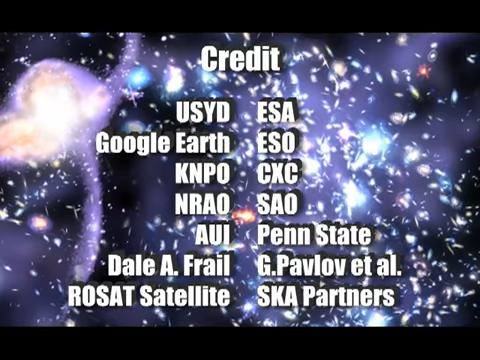 Credit
USYD ESA
Google Earth ESO
KNPO CXC
NRAO SAO
AUI Penn State
Dale A. Frail G.Pavlov et al.
ROSAT Satellite SKA Partners